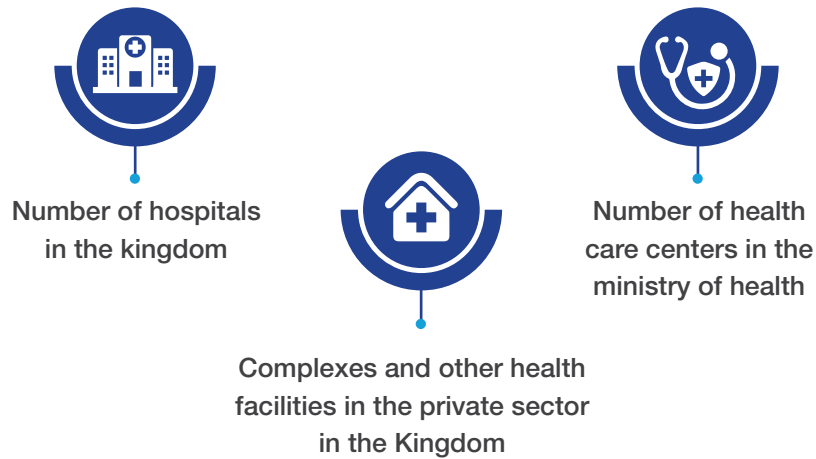 Number of hospitals
in the kingdom
Complexes and other health
facilities in the private sector
in the Kingdom
Number of health
care centers in the
ministry of health